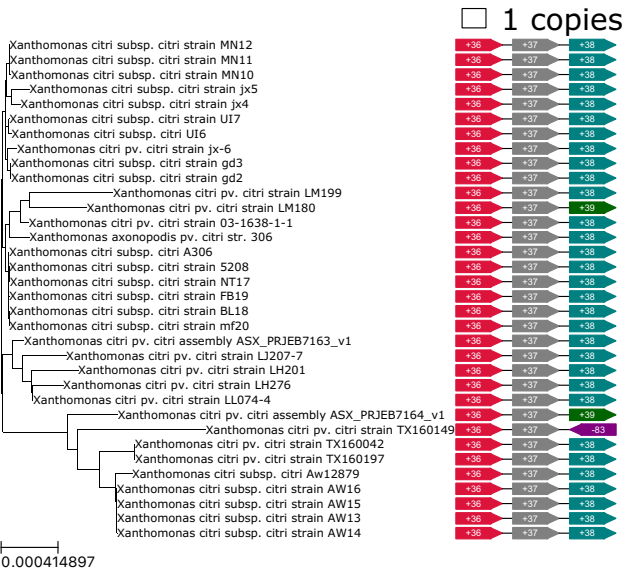 1 copies
Xanthomonas citri subsp. citri strain MN12 +36 +37 +38
Xanthomonas citri subsp. citri strain MN11 +36 +37 +38
Xanthomonas citri subsp. citri strain MN10 +36 +37 +38
Xanthomonas citri subsp. citri strain jx5 +36 +37 +38
Xanthomonas citri subsp. citri strain jx4 +36 +37 +38
Xanthomonas citri subsp. citri strain UI7 +36 +37 +38
Xanthomonas citri subsp. citri UI6 +36 +37 +38
Xanthomonas citri pv. citri strain jx-6 +36 +37 +38
Xanthomonas citri subsp. citri strain gd3 +36 +37 +38
Xanthomonas citri subsp. citri strain gd2 +36 +37 +38
Xanthomonas citri pv. citri strain LM199 +36 +37 +38
Xanthomonas citri pv. citri strain LM180 +36 +37 +39
Xanthomonas citri pv. citri strain 03-1638-1-1 +36 +37 +38
Xanthomonas axonopodis pv. citri str. 306 +36 +37 +38
Xanthomonas citri subsp. citri A306 +36 +37 +38
Xanthomonas citri subsp. citri strain 5208 +36 +37 +38
Xanthomonas citri subsp. citri strain NT17 +36 +37 +38
Xanthomonas citri subsp. citri strain FB19 +36 +37 +38
Xanthomonas citri subsp. citri strain BL18 +36 +37 +38
Xanthomonas citri subsp. citri strain mf20 +36 +37 +38
Xanthomonas citri pv. citri assembly ASX_PRJEB7163_v1 +36 +37 +38
Xanthomonas citri pv. citri strain LJ207-7 +36 +37 +38
Xanthomonas citri pv. citri strain LH201 +36 +37 +38
Xanthomonas citri pv. citri strain LH276 +36 +37 +38
Xanthomonas citri pv. citri strain LL074-4 +36 +37 +38
Xanthomonas citri pv. citri assembly ASX_PRJEB7164_v1 +36 +37 +39
Xanthomonas citri pv. citri strain TX160149 +36 +37 -83
Xanthomonas citri pv. citri strain TX160042 +36 +37 +38
Xanthomonas citri pv. citri strain TX160197 +36 +37 +38
Xanthomonas citri subsp. citri Aw12879 +36 +37 +38
Xanthomonas citri subsp. citri strain AW16 +36 +37 +38
Xanthomonas citri subsp. citri strain AW15 +36 +37 +38
Xanthomonas citri subsp. citri strain AW13 +36 +37 +38
Xanthomonas citri subsp. citri strain AW14 +36 +37 +38
0.000414897